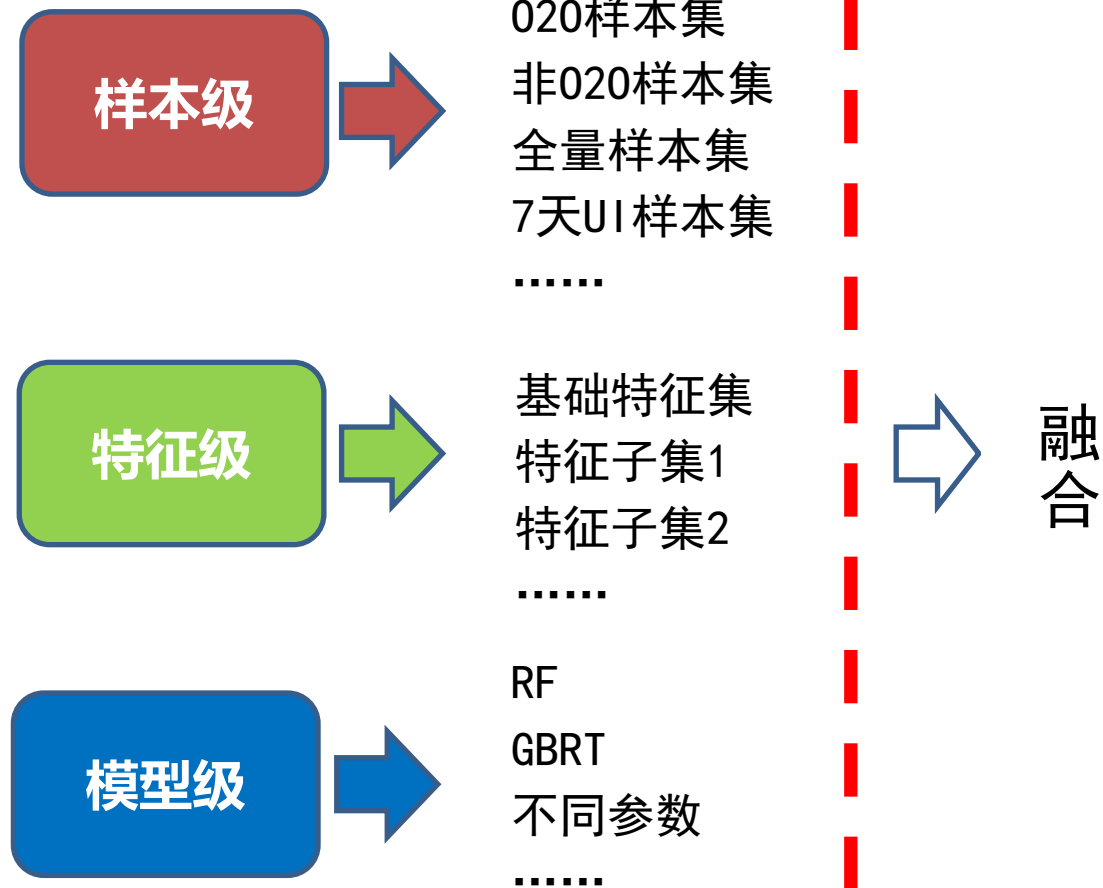 样本级
O2O样本集
非O2O样本集
全量样本集
7天UI样本集
……
特征级
基础特征集
特征子集1
特征子集2
……
模型级
RF
GBRT
不同参数
……
融
合